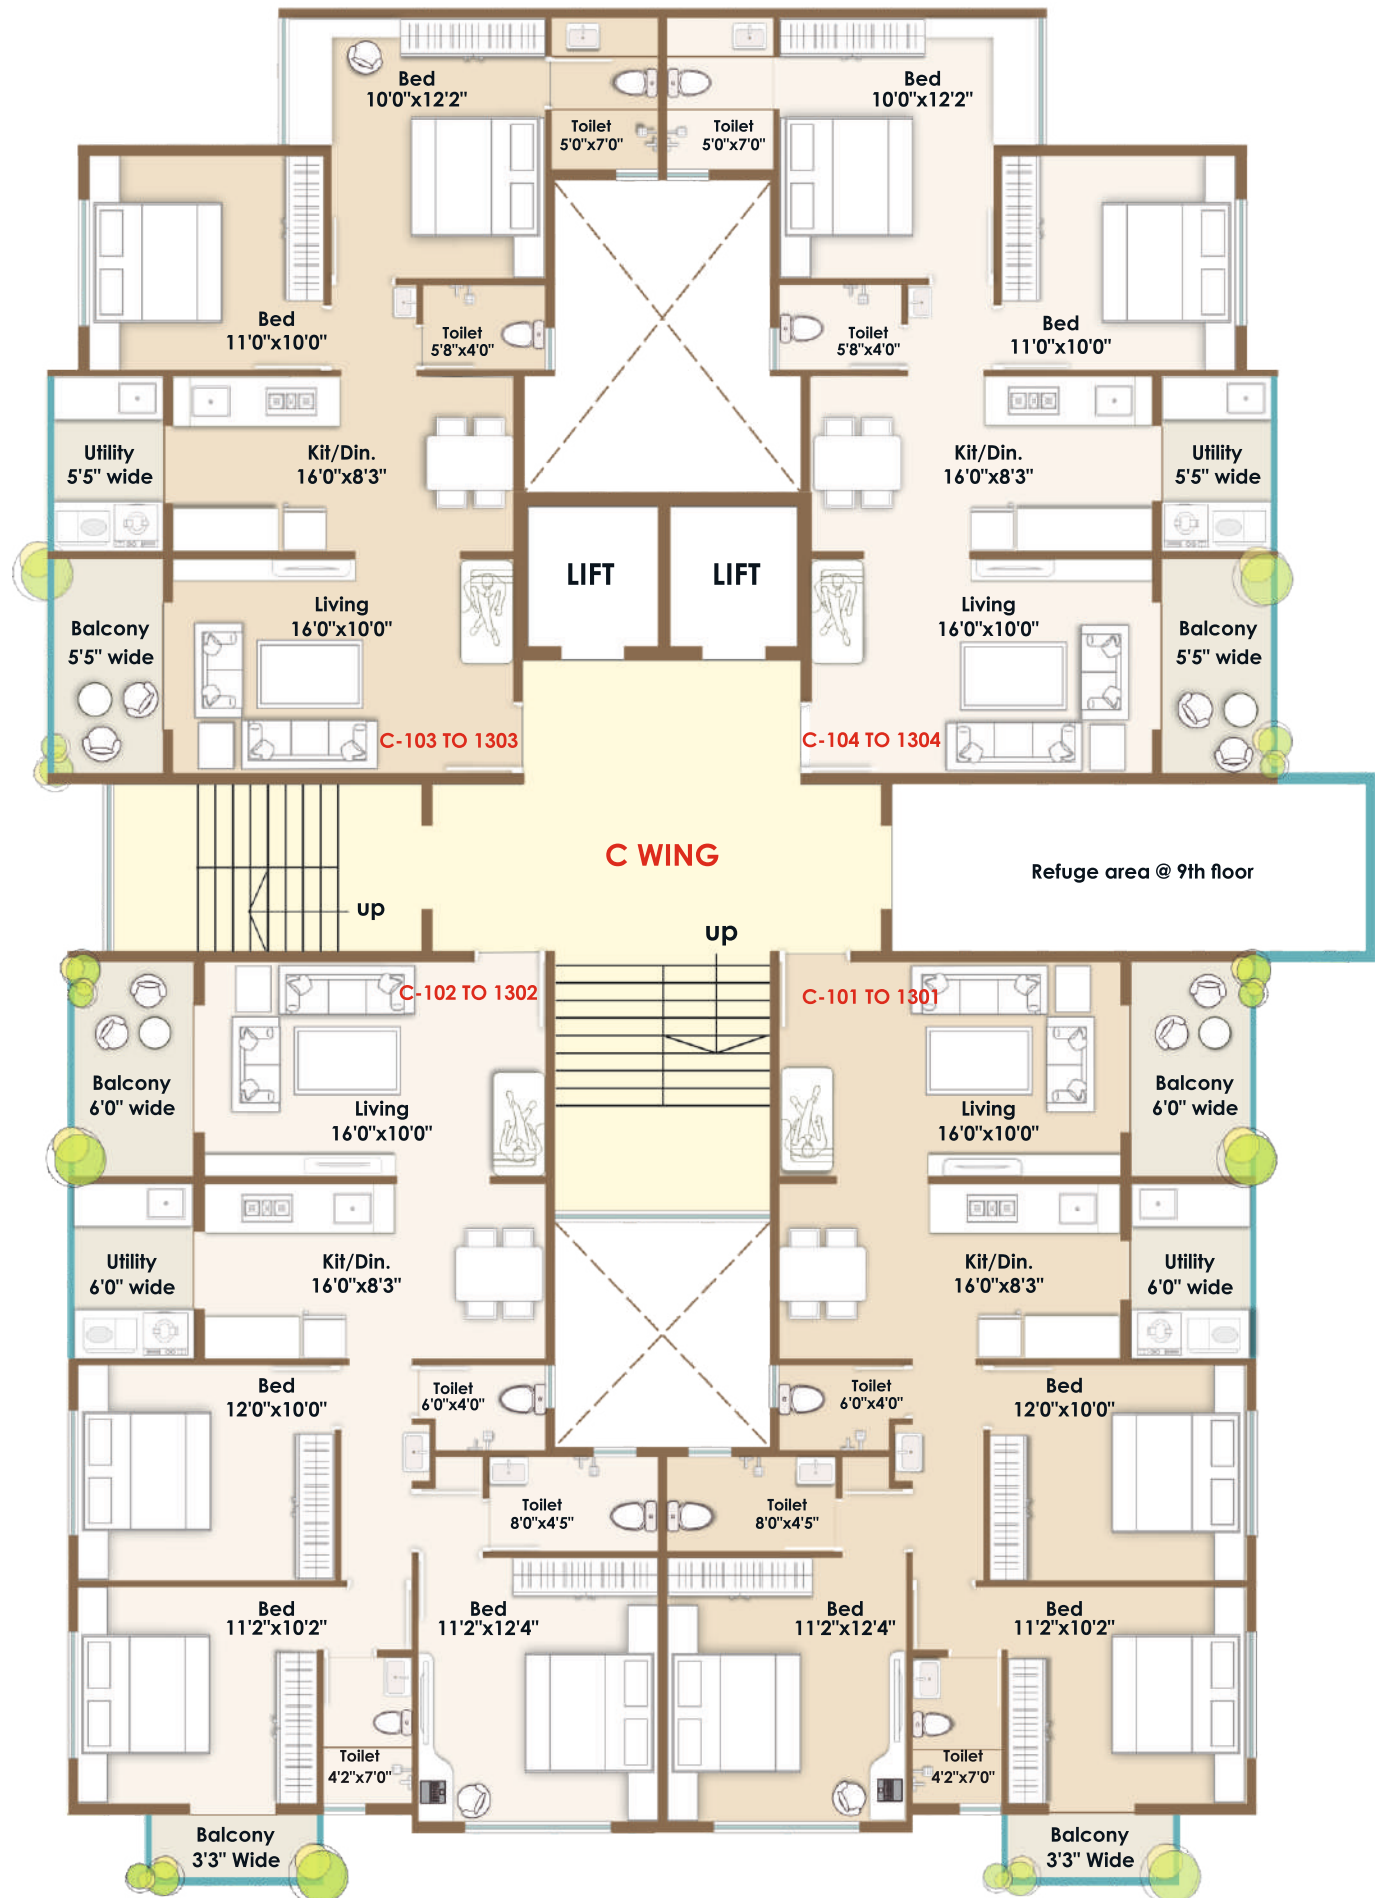 Bed
10'0"x12'2"
Toilet
5'0"x7'0"
Toilet
5'0"x7'0"
Bed
10'0"x12'2"
Bed
11'0"x10'0"
Toilet
5'8"x4'0"
Toilet
5'8"x4'0"
Bed
11'0"x10'0"
Utility
5'5" wide
Kit/Din.
16'0"x8'3"
Kit/Din.
16'0"x8'3"
Utility
5'5" wide
LIFT
LIFT
Balcony
5'5" wide
Living
16'0"x10'0"
Living
16'0"x10'0"
Balcony
5'5" wide
C-103 TO 1303
C-104 TO 1304
C WING
Refuge area @ 9th floor
up
up
C-102 TO 1302
C-101 TO 1301
Balcony
6'0" wide
Living
16'0"x10'0"
Living
16'0"x10'0"
Balcony
6'0" wide
Utility
6'0" wide
Kit/Din.
16'0"x8'3"
Kit/Din.
16'0"x8'3"
Utility
6'0" wide
Bed
12'0"x10'0"
Toilet
6'0"x4'0"
Toilet
6'0"x4'0"
Bed
12'0"x10'0"
Toilet
8'0"x4'5"
Toilet
8'0"x4'5"
Bed
11'2"x10'2"
Bed
11'2"x12'4"
Bed
11'2"x12'4"
Bed
11'2"x10'2"
Toilet
4'2"x7'0"
Toilet
4'2"x7'0"
Balcony
3'3" Wide
Balcony
3'3" Wide